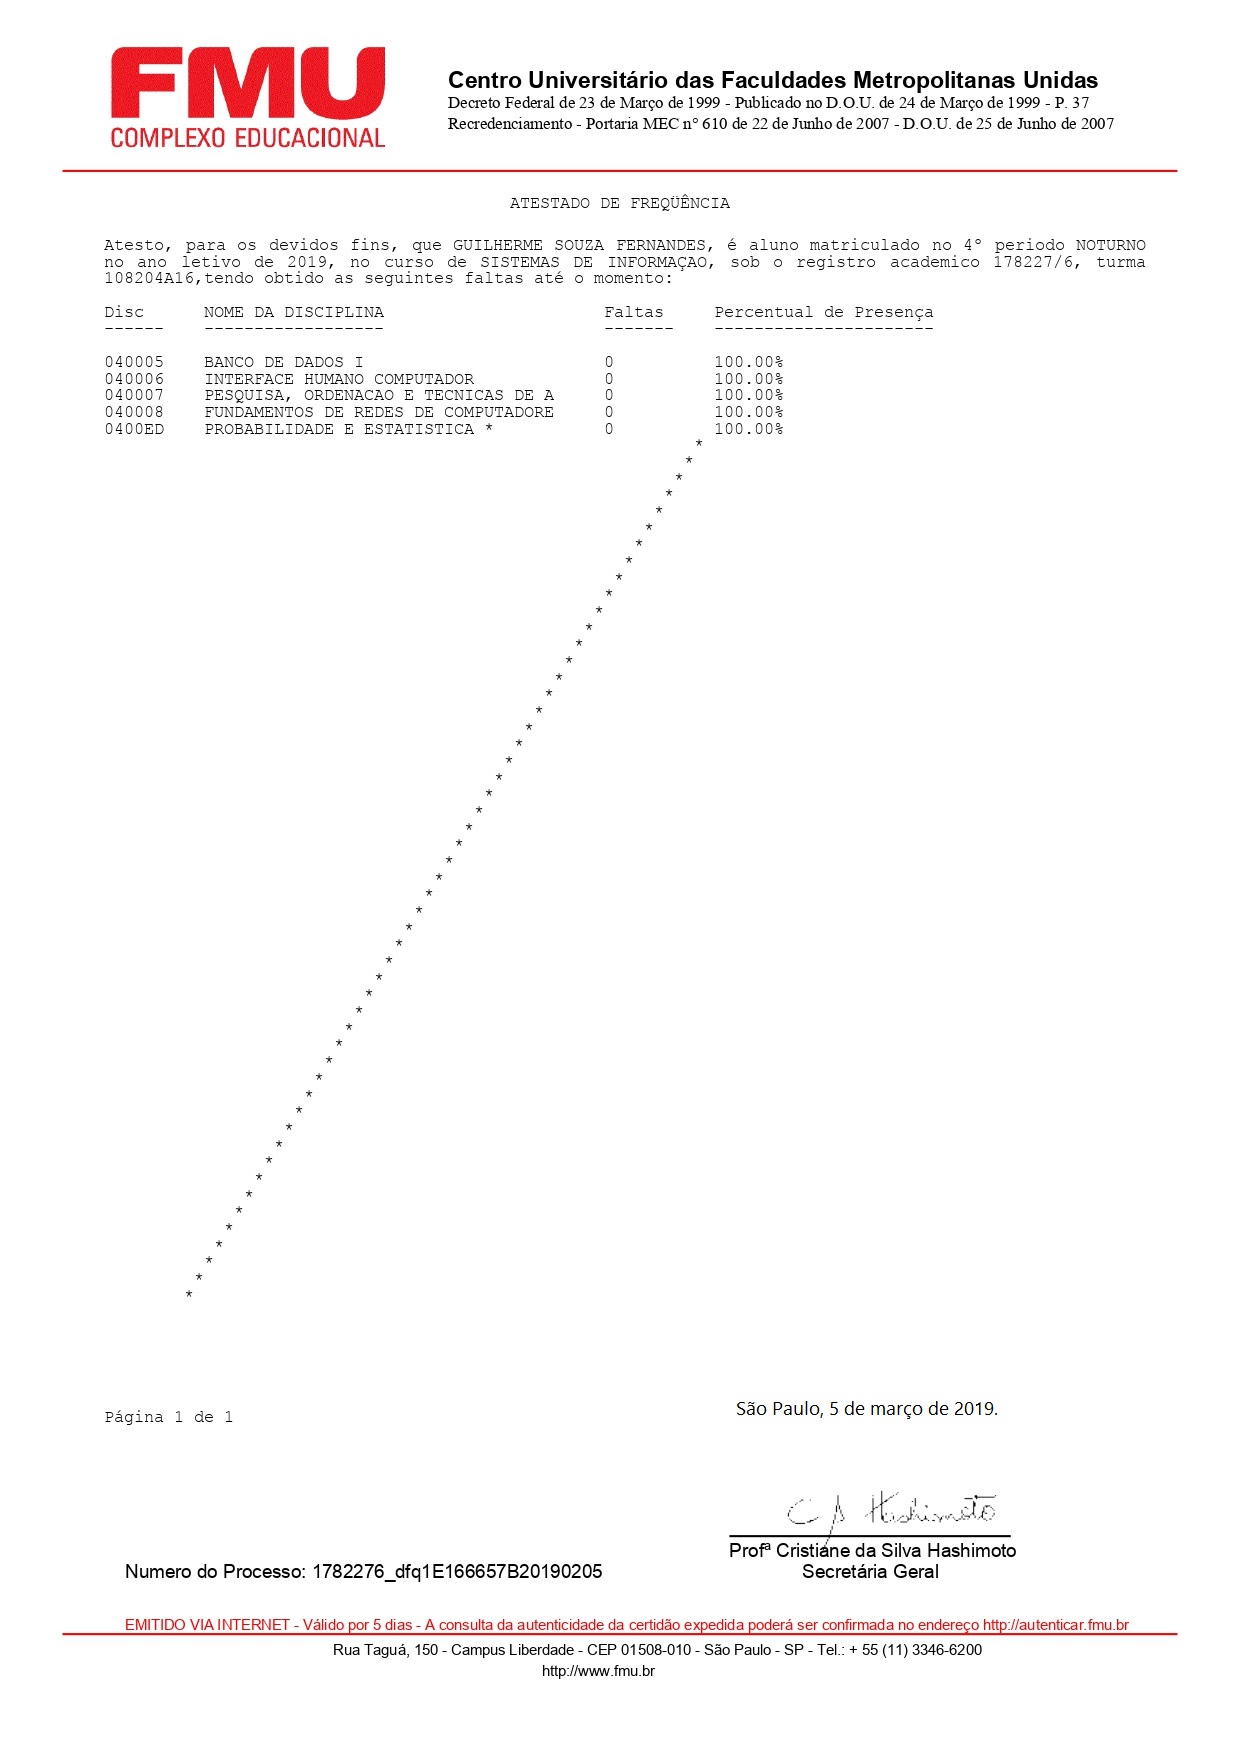 FMU
COMPLEXO EDUCACIONAL
Centro Universitário das Faculdades Metropolitanas Unidas
Decreto Federal de 23 de Março de 1999 - Publicado no D.O.U. de 24 de Março de 1999 - P. 37
Recredenciamento - Portaria MEC n° 610 de 22 de Junho de 2007 - D.O.U. de 25 de Junho de 2007
ATESTADO DE FREQÜÊNCIA
Atesto, para os devidos fins, que GUILHERME SOUZA FERNANDES, é aluno matriculado no 4º periodo NOTURNO
no ano letivo de 2019, no curso de SISTEMAS DE INFORMAÇAO, sob o registro academico 178227/6, turma
108204A16,tendo obtido as seguintes faltas até o momento:
Disc NOME DA DISCIPLINA Faltas Percentual de Presença
------ ------------------ ------- ----------------------
040005 BANCO DE DADOS I 0 100.00%
040006 INTERFACE HUMANO COMPUTADOR 0 100.00%
040007 PESQUISA, ORDENACAO E TECNICAS DE A 0 100.00%
040008 FUNDAMENTOS DE REDES DE COMPUTADORE 0 100.00%
0400ED PROBABILIDADE E ESTATISTICA * 0 100.00%
Página 1 de 1
São Paulo, 5 de março de 2019.
C S Hashimoto
Profª Cristiane da Silva Hashimoto
Numero do Processo: 1782276_dfq1E166657B20190205
Secretária Geral
EMITIDO VIA INTERNET - Válido por 5 dias - A consulta da autenticidade da certidão expedida poderá ser confirmada no endereço http://autenticar.fmu.br
Rua Taguá, 150 - Campus Liberdade - CEP 01508-010 - São Paulo - SP - Tel.: + 55 (11) 3346-6200
http://www.fmu.br